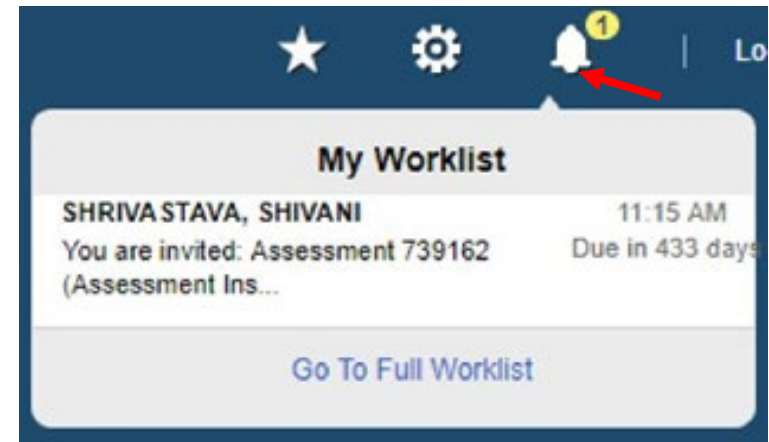 1
Lo
My Worklist
SHRIVASTAVA, SHIVANI 11:15 AM
You are invited: Assessment 739162 Due in 433 days
(Assessment Ins...
Go To Full Worklist